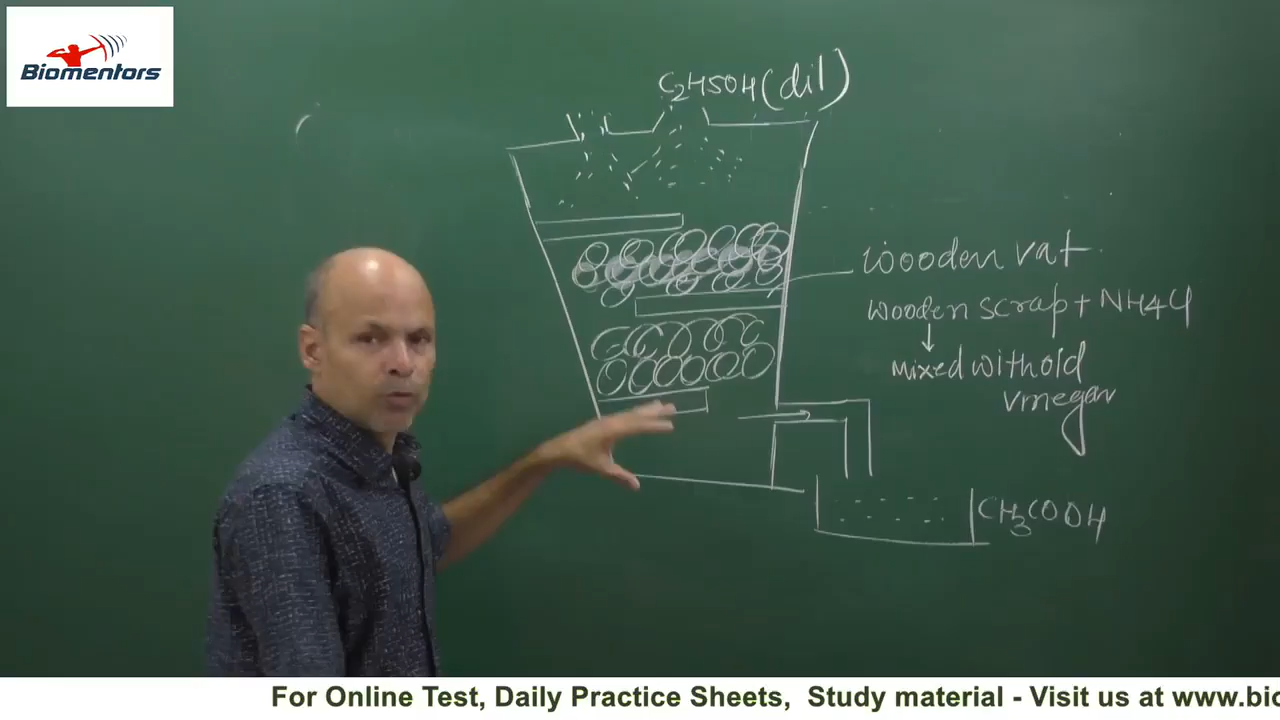 Biomentors
C2H5OH (dil)
wooden vat
wooden scrap + NH4Cl
Mixed with old
vinegar
CH3COOH
For Online Test, Daily Practice Sheets, Study material - Visit us at www.bio